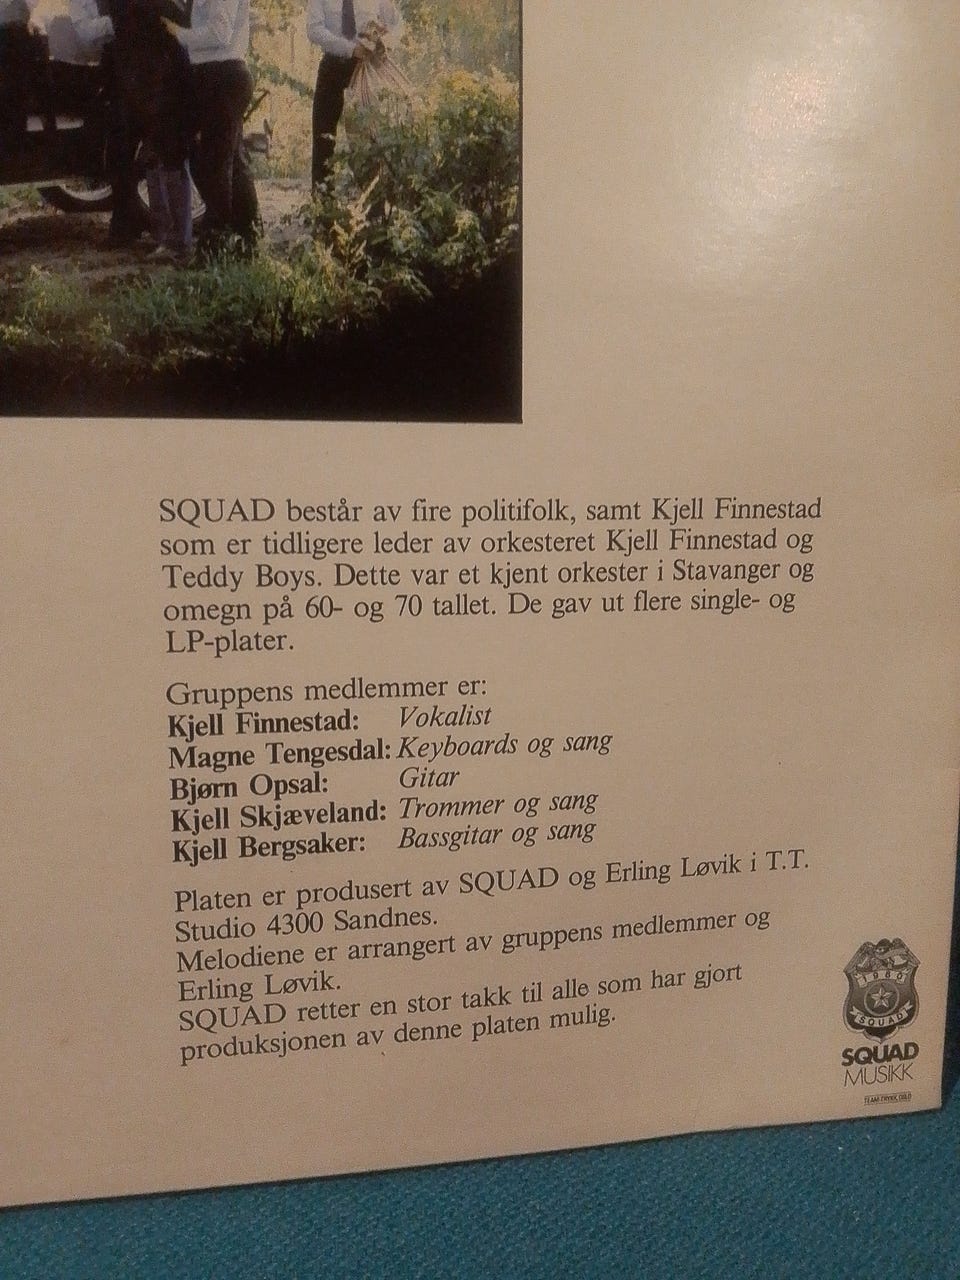 SQUAD består av fire politifolk, samt Kjell Finnestad
som er tidligere leder av orkesteret Kjell Finnestad og
Teddy Boys. Dette var et kjent orkester i Stavanger og
omegn på 60- og 70 tallet. De gav ut flere single- og
LP-plater.
Gruppens medlemmer er:
Kjell Finnestad: Vokalist
Magne Tengesdal: Keyboards og sang
Bjørn Opsal: Gitar
Kjell Skjæveland: Trommer og sang
Kjell Bergsaker: Bassgitar og sang
Platen er produsert av SQUAD og Erling Løvik i T.T.
Studio 4300 Sandnes.
Melodiene er arrangert av gruppens medlemmer og
Erling Løvik.
SQUAD retter en stor takk til alle som har gjort
produksjonen av denne platen mulig.
1980
SQUAD
SQUAD
MUSIKK
TEAM-TRYKK, OSLO